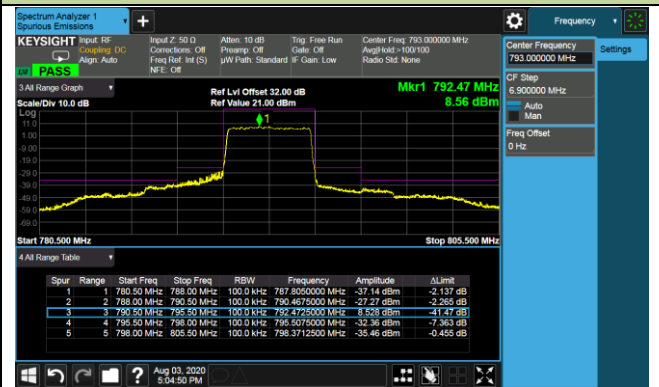 Spectrum Analyzer 1
Spurious Emissions
+
Frequency
KEYSIGHT Input: RF
Coupling: DC
Align: Auto
Input Z: 50 Ω
Corrections: Off
Freq Ref: Int (S)
NFE: Off
Atten: 10 dB
Preamp: Off
µW Path: Standard
Trig: Free Run
Gate: Off
IF Gain: Low
Center Freq: 793.000000 MHz
Avg|Hold:>100/100
Radio Std: None
LXI PASS
3 All Range Graph
Scale/Div 10.0 dB
Ref Lvl Offset 32.00 dB
Ref Value 21.00 dBm
Mkr1 792.47 MHz
8.56 dBm
Log
11.0
1.00
-9.00
-19.0
-29.0
-39.0
-49.0
-59.0
-69.0
1
Start 780.500 MHz
Stop 805.500 MHz
4 All Range Table
Spur Range Start Freq Stop Freq RBW Frequency Amplitude ΔLimit
1 1 780.50 MHz 788.00 MHz 100.0 kHz 787.8050000 MHz -37.14 dBm -2.137 dB
2 2 788.00 MHz 790.50 MHz 100.0 kHz 790.4675000 MHz -27.27 dBm -2.265 dB
3 3 790.50 MHz 795.50 MHz 100.0 kHz 792.4725000 MHz 8.528 dBm -41.47 dB
4 4 795.50 MHz 798.00 MHz 100.0 kHz 795.5075000 MHz -32.36 dBm -7.363 dB
5 5 798.00 MHz 805.50 MHz 100.0 kHz 798.3712500 MHz -35.46 dBm -0.455 dB
Center Frequency
793.000000 MHz
Settings
CF Step
6.900000 MHz
Auto
Man
Freq Offset
0 Hz
?
Aug 03, 2020
5:04:50 PM